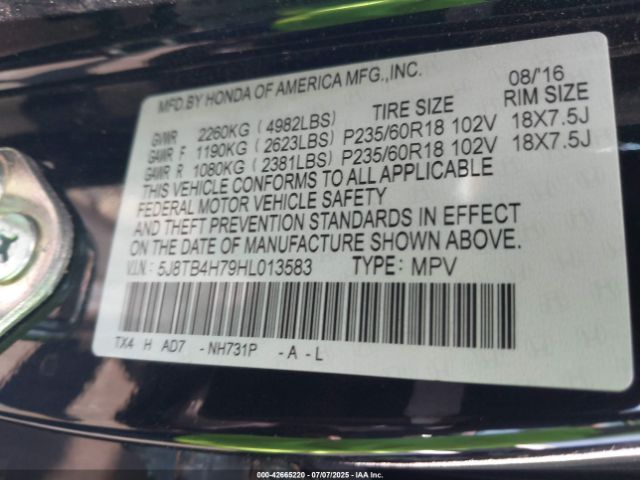 MFD.BY HONDA OF AMERICA MFG.,INC. 08/'16
TIRE SIZE RIM SIZE
GVWR 2260KG (4982LBS)
GAWR F 1190KG (2623LBS) P235/60R18 102V 18X7.5J
GAWR R 1080KG (2381LBS) P235/60R18 102V 18X7.5J
THIS VEHICLE CONFORMS TO ALL APPLICABLE
FEDERAL MOTOR VEHICLE SAFETY
AND THEFT PREVENTION STANDARDS IN EFFECT
ON THE DATE OF MANUFACTURE SHOWN ABOVE.
V.I.N.: 5J8TB4H79HL013583 TYPE: MPV
TX4 H AD7 -NH731P -A-L
000-42665220 - 07/07/2025 - IAA Inc.